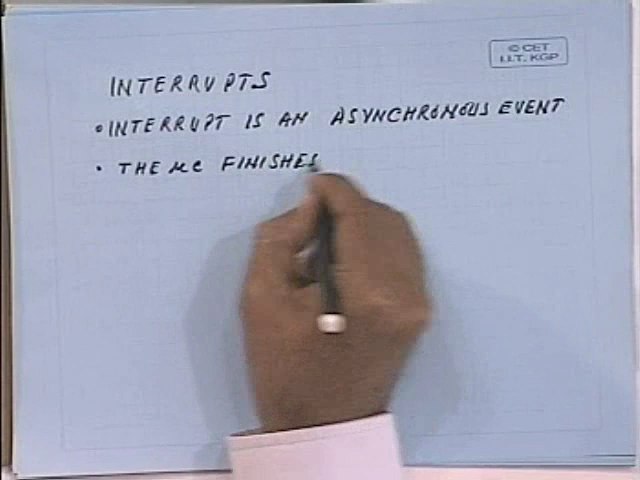 © CET
I.I.T. KGP
INTERRUPTS
• INTERRUPT IS AN ASYNCHRONOUS EVENT
• THE μC FINISHES